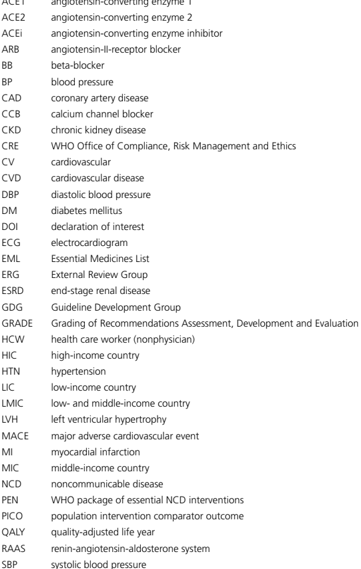 ACE1 angiotensin-converting enzyme 1
ACE2 angiotensin-converting enzyme 2
ACEi angiotensin-converting enzyme inhibitor
ARB angiotensin-II-receptor blocker
BB beta-blocker
BP blood pressure
CAD coronary artery disease
CCB calcium channel blocker
CKD chronic kidney disease
CRE WHO Office of Compliance, Risk Management and Ethics
CV cardiovascular
CVD cardiovascular disease
DBP diastolic blood pressure
DM diabetes mellitus
DOI declaration of interest
ECG electrocardiogram
EML Essential Medicines List
ERG External Review Group
ESRD end-stage renal disease
GDG Guideline Development Group
GRADE Grading of Recommendations Assessment, Development and Evaluation
HCW health care worker (nonphysician)
HIC high-income country
HTN hypertension
LIC low-income country
LMIC low- and middle-income country
LVH left ventricular hypertrophy
MACE major adverse cardiovascular event
MI myocardial infarction
MIC middle-income country
NCD noncommunicable disease
PEN WHO package of essential NCD interventions
PICO population intervention comparator outcome
QALY quality-adjusted life year
RAAS renin-angiotensin-aldosterone system
SBP systolic blood pressure